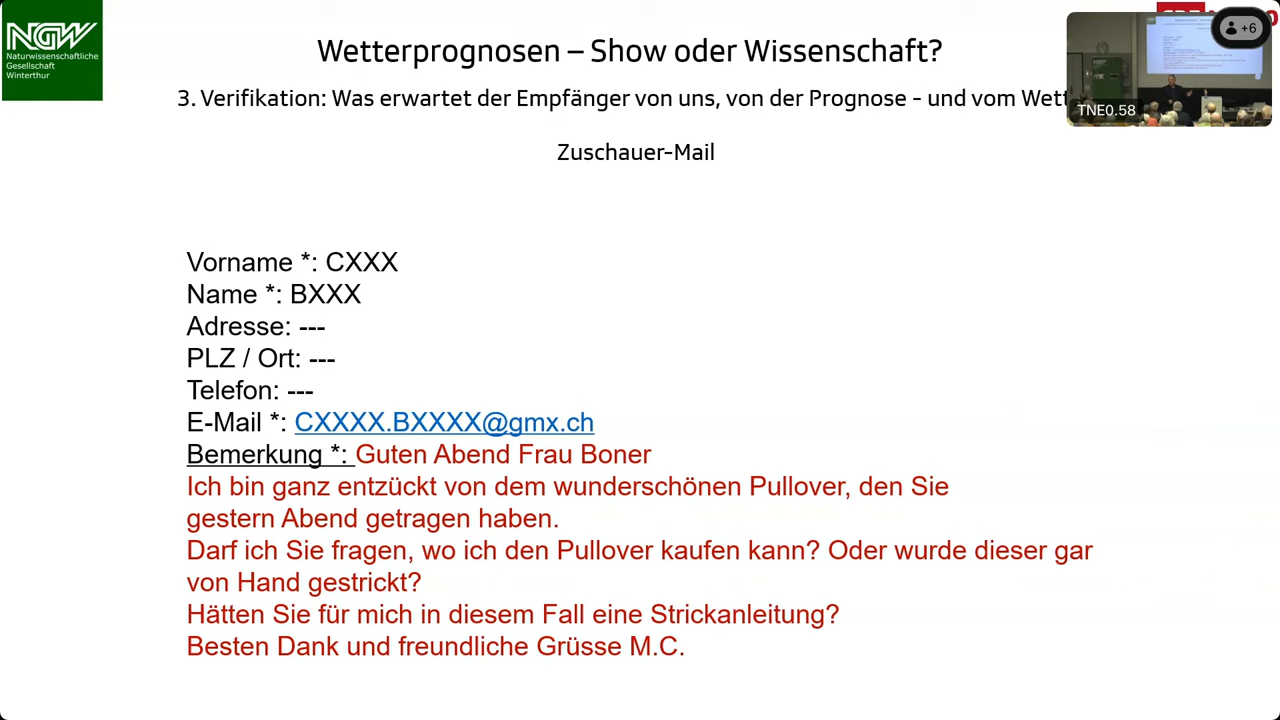 NGW
Naturwissenschaftliche
Gesellschaft
Winterthur
Wetterprognosen – Show oder Wissenschaft?
+6
3. Verifikation: Was erwartet der Empfänger von uns, von der Prognose - und vom
TNE0.58
Zuschauer-Mail
Vorname *: CXXX
Name *: BXXX
Adresse: ---
PLZ / Ort: ---
Telefon: ---
E-Mail *: CXXXX.BXXXX@gmx.ch
Bemerkung *: Guten Abend Frau Boner
Ich bin ganz entzückt von dem wunderschönen Pullover, den Sie
gestern Abend getragen haben.
Darf ich Sie fragen, wo ich den Pullover kaufen kann? Oder wurde dieser gar
von Hand gestrickt?
Hätten Sie für mich in diesem Fall eine Strickanleitung?
Besten Dank und freundliche Grüsse M.C.